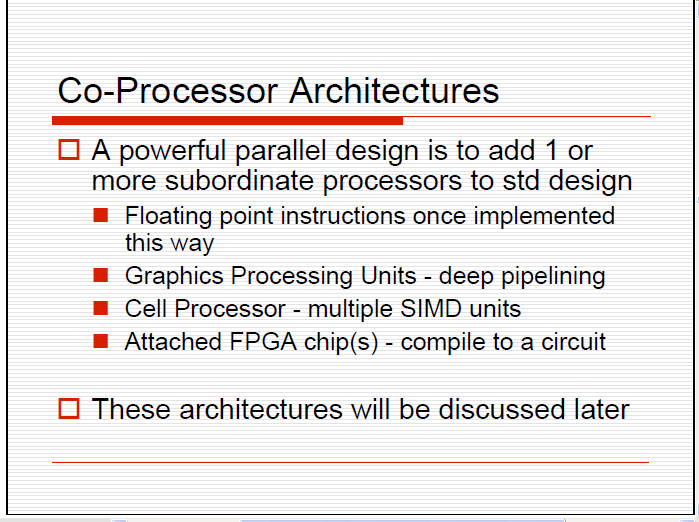 Co-Processor Architectures
A powerful parallel design is to add 1 or
more subordinate processors to std design
Floating point instructions once implemented
this way
Graphics Processing Units - deep pipelining
Cell Processor - multiple SIMD units
Attached FPGA chip(s) - compile to a circuit
These architectures will be discussed later